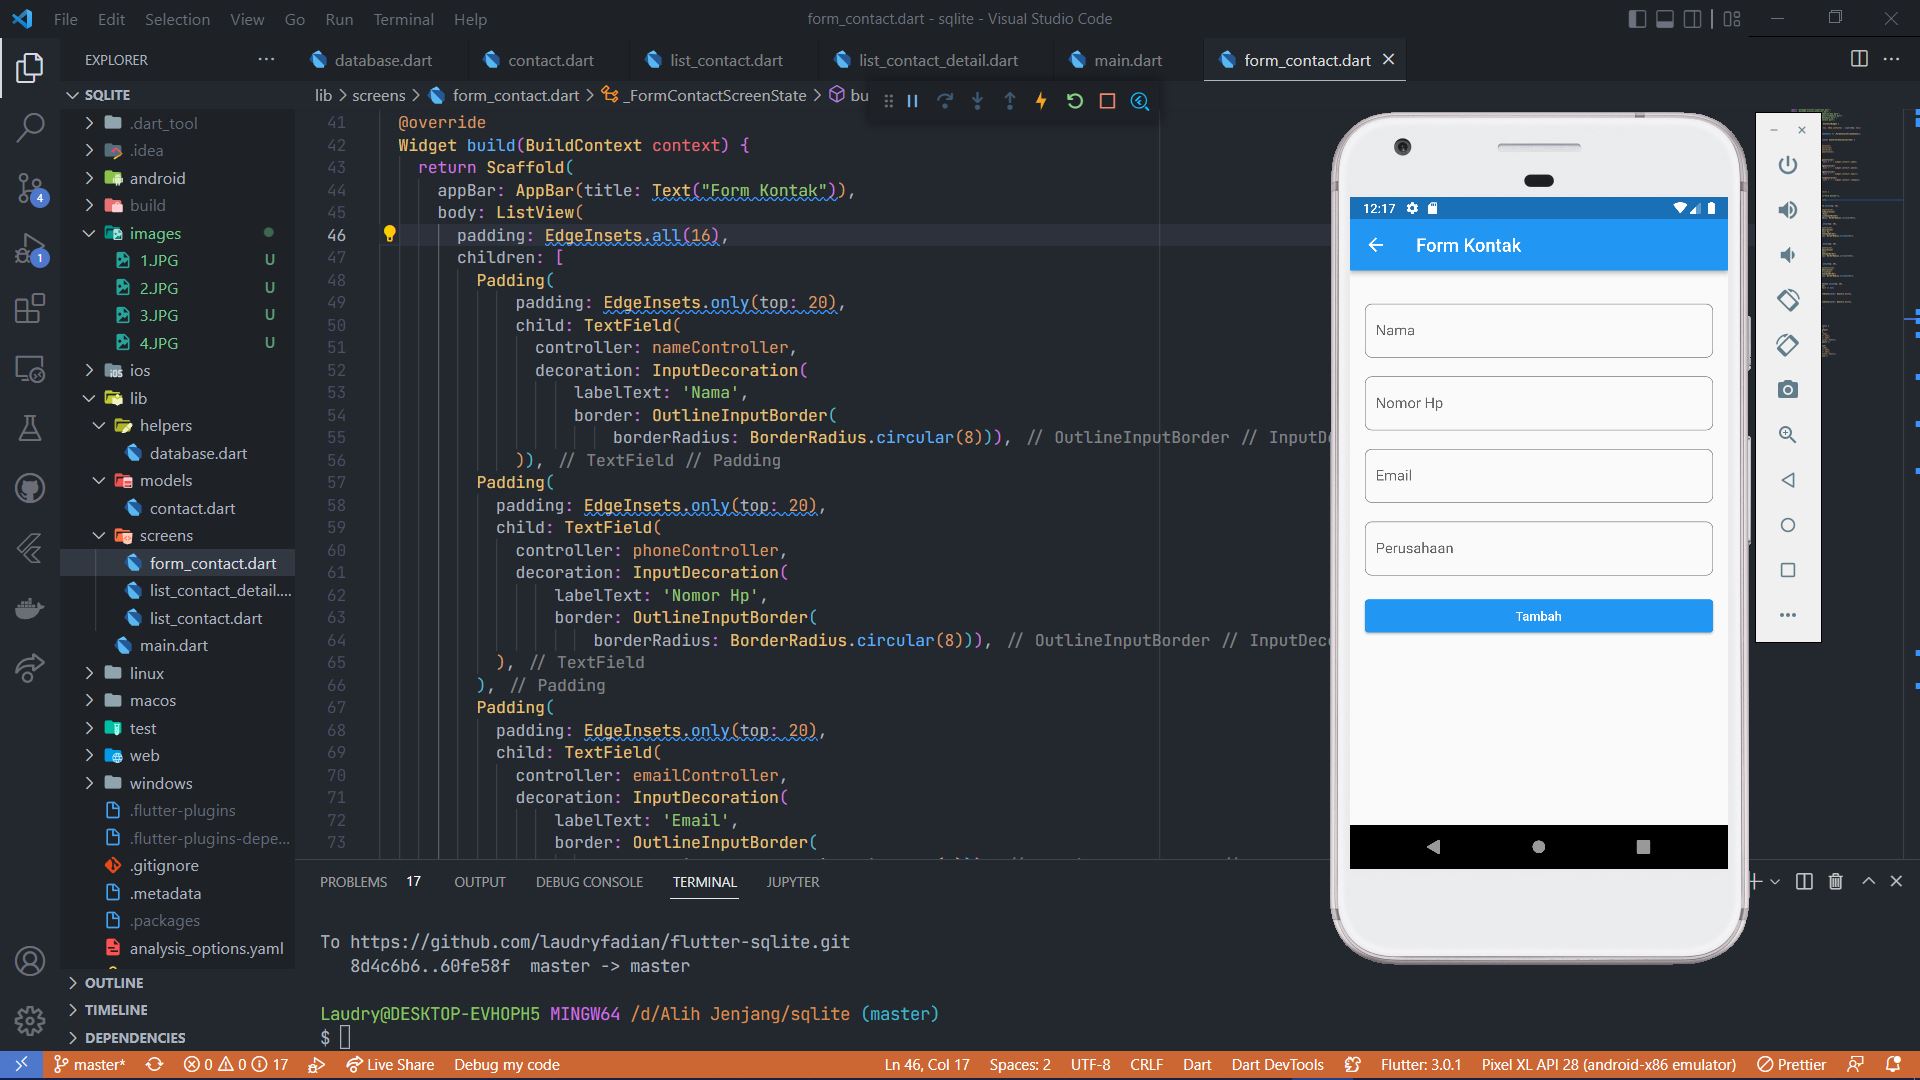 File Edit Selection View Go Run Terminal Help
form_contact.dart - sqlite - Visual Studio Code
EXPLORER
database.dart
contact.dart
list_contact.dart
list_contact_detail.dart
main.dart
form_contact.dart
SQLITE
lib > screens > form_contact.dart > _FormContactScreenState > bu
.dart_tool
.idea
android
build
images
1.JPG U
2.JPG U
3.JPG U
4.JPG U
ios
lib
helpers
database.dart
models
contact.dart
screens
form_contact.dart
list_contact_detail....
list_contact.dart
main.dart
linux
macos
test
web
windows
.flutter-plugins
.flutter-plugins-depe...
.gitignore
.metadata
.packages
analysis_options.yaml
OUTLINE
TIMELINE
DEPENDENCIES
4
1
41 @override
42 Widget build(BuildContext context) {
43 return Scaffold(
44 appBar: AppBar(title: Text("Form Kontak")),
45 body: ListView(
46 padding: EdgeInsets.all(16),
47 children: [
48 Padding(
49 padding: EdgeInsets.only(top: 20),
50 child: TextField(
51 controller: nameController,
52 decoration: InputDecoration(
53 labelText: 'Nama',
54 border: OutlineInputBorder(
55 borderRadius: BorderRadius.circular(8))), // OutlineInputBorder // InputDe
56 )), // TextField // Padding
57 Padding(
58 padding: EdgeInsets.only(top: 20),
59 child: TextField(
60 controller: phoneController,
61 decoration: InputDecoration(
62 labelText: 'Nomor Hp',
63 border: OutlineInputBorder(
64 borderRadius: BorderRadius.circular(8))), // OutlineInputBorder // InputDeco
65 ), // TextField
66 ), // Padding
67 Padding(
68 padding: EdgeInsets.only(top: 20),
69 child: TextField(
70 controller: emailController,
71 decoration: InputDecoration(
72 labelText: 'Email',
73 border: OutlineInputBorder(
12:17
Form Kontak
Nama
Nomor Hp
Email
Perusahaan
Tambah
PROBLEMS 17 OUTPUT DEBUG CONSOLE TERMINAL JUPYTER
To https://github.com/laudryfadian/flutter-sqlite.git
8d4c6b6..60fe58f master -> master
Laudry@DESKTOP-EVHOPH5 MINGW64 /d/Alih Jenjang/sqlite (master)
$
master* 0 0 17 Live Share Debug my code Ln 46, Col 17 Spaces: 2 UTF-8 CRLF Dart Dart DevTools Flutter: 3.0.1 Pixel XL API 28 (android-x86 emulator) Prettier